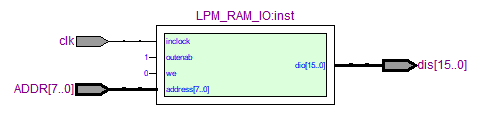 LPM_RAM_IO:inst
clk
inclock
1
outenab
0
we
dio[15..0]
dis[15..0]
ADDR[7..0]
address[7..0]